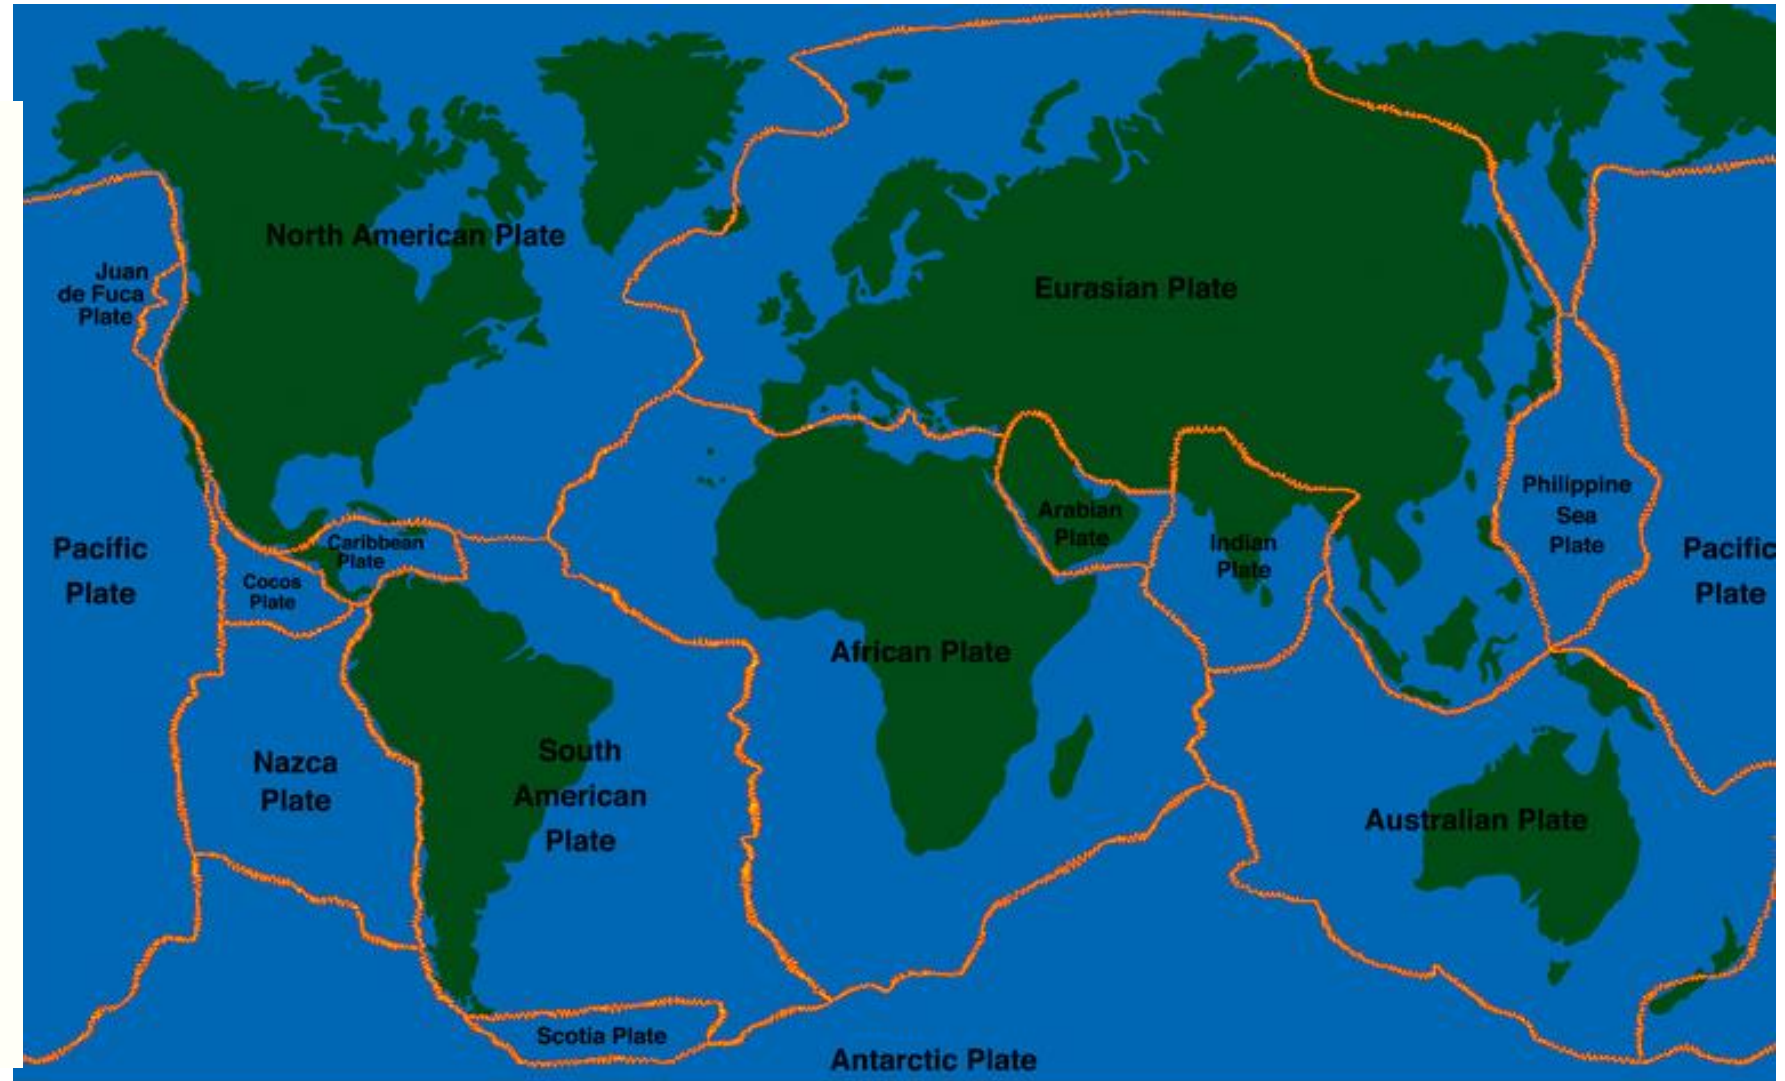 North American Plate
Juan
de Fuca
Plate
Eurasian Plate
Philippine
Sea
Plate
Arabian
Plate
Indian
Plate
Caribbean
Plate
Cocos
Plate
Pacific
Plate
Pacific
Plate
African Plate
Nazca
Plate
South
American
Plate
Australian Plate
Scotia Plate
Antarctic Plate